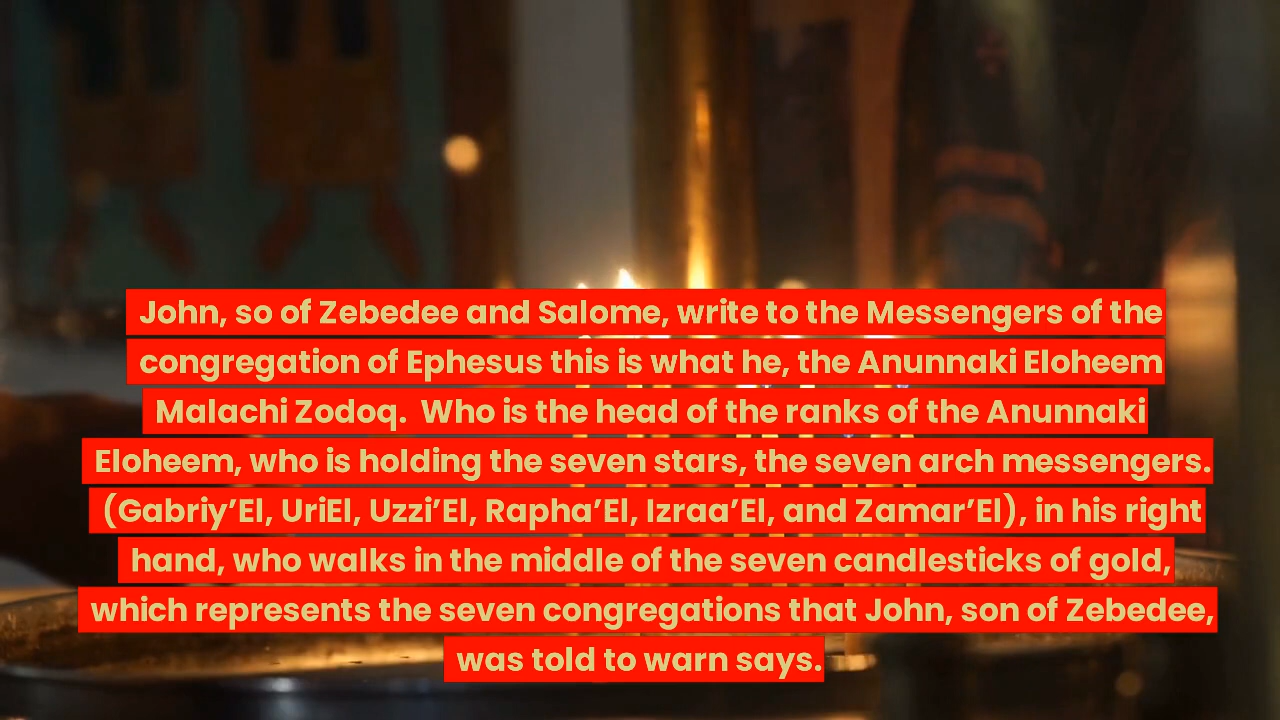 John, so of Zebedee and Salome, write to the Messengers of the
congregation of Ephesus this is what he, the Anunnaki Eloheem
Malachi Zodoq.  Who is the head of the ranks of the Anunnaki
Eloheem, who is holding the seven stars, the seven arch messengers.
(Gabriy’El, UriEl, Uzzi’El, Rapha’El, Izraa’El, and Zamar’El), in his right
hand, who walks in the middle of the seven candlesticks of gold,
which represents the seven congregations that John, son of Zebedee,
was told to warn says.